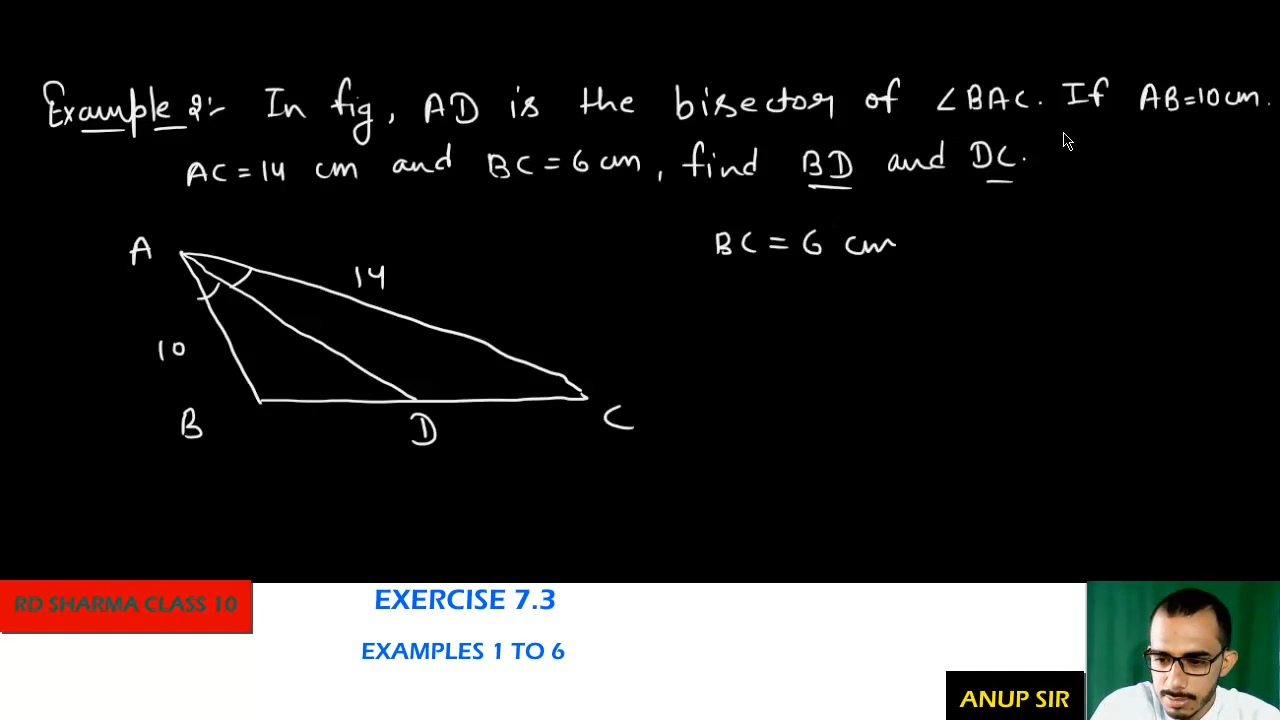 Example 2:- In fig, AD is the bisector of ∠BAC. If AB=10cm.
AC=14 cm and BC=6cm, find BD and DC.
BC = 6 cm
A
14
10
B
D
C
RD SHARMA CLASS 10
EXERCISE 7.3
EXAMPLES 1 TO 6
ANUP SIR